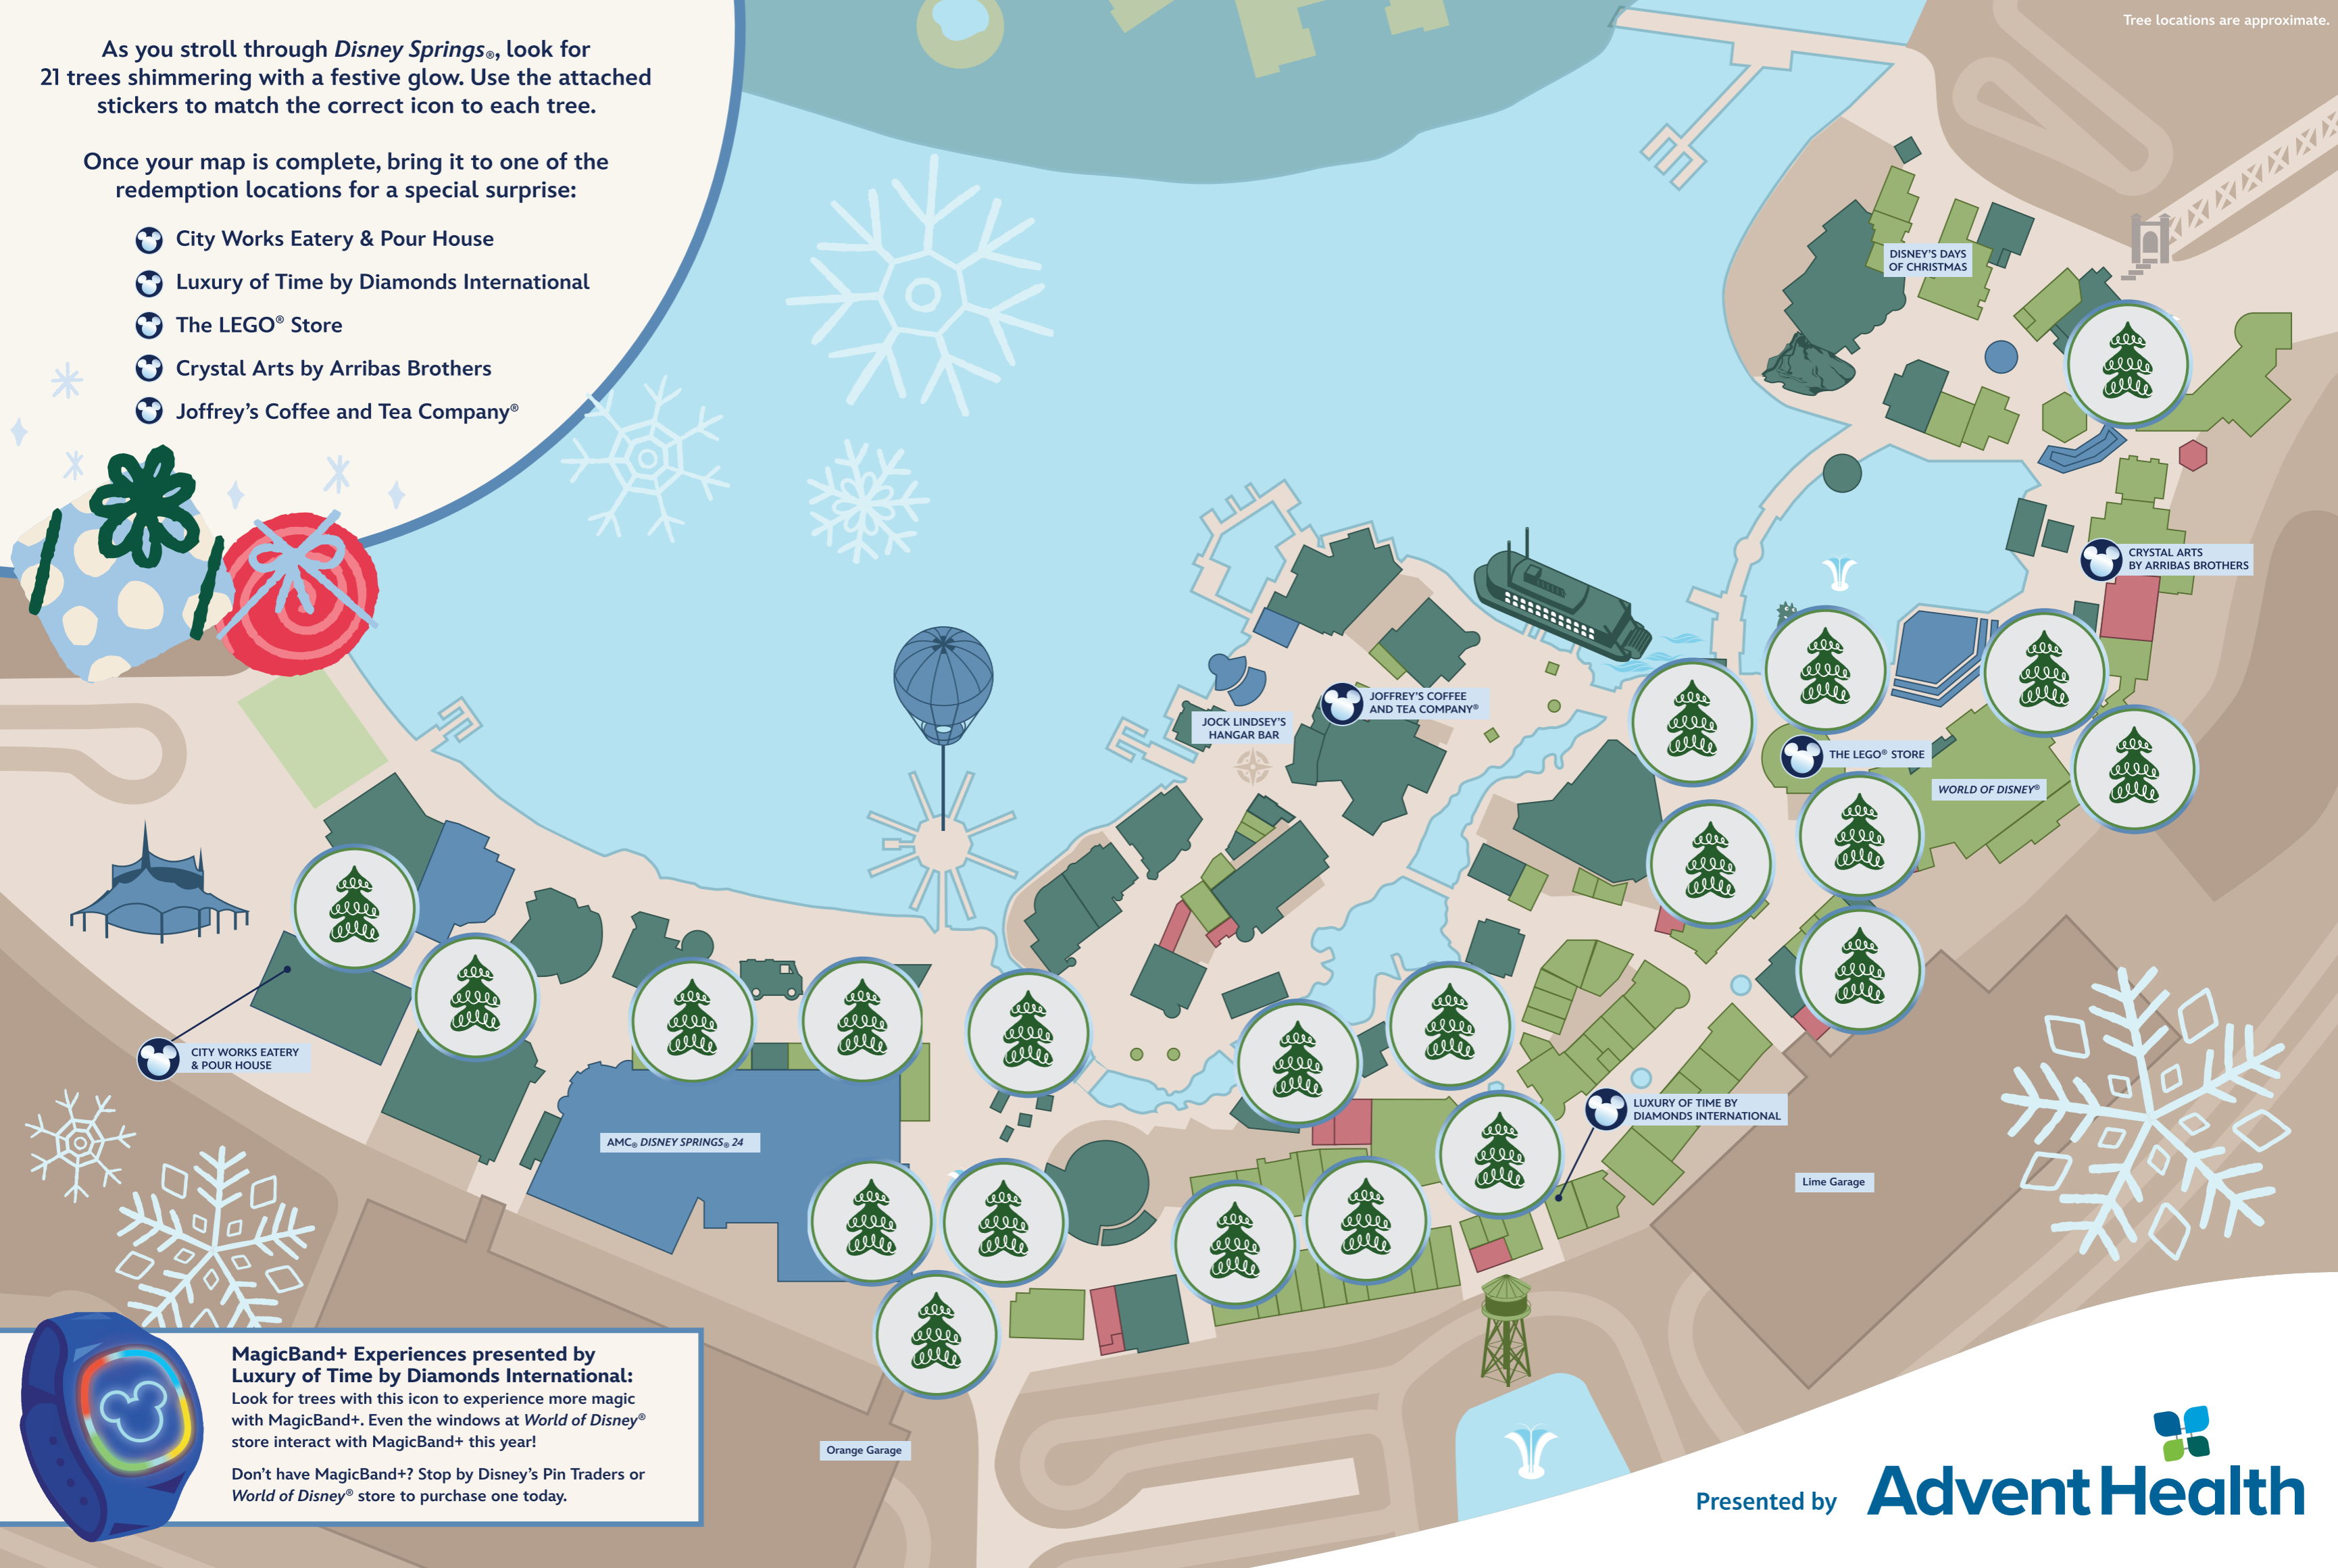 Tree locations are approximate.
As you stroll through Disney Springs®, look for
21 trees shimmering with a festive glow. Use the attached
stickers to match the correct icon to each tree.
Once your map is complete, bring it to one of the
redemption locations for a special surprise:
City Works Eatery & Pour House
Luxury of Time by Diamonds International
The LEGO® Store
Crystal Arts by Arribas Brothers
Joffrey's Coffee and Tea Company®
DISNEY'S DAYS
OF CHRISTMAS
CRYSTAL ARTS
BY ARRIBAS BROTHERS
JOFFREY'S COFFEE
AND TEA COMPANY®
JOCK LINDSEY'S
HANGAR BAR
THE LEGO® STORE
WORLD OF DISNEY®
CITY WORKS EATERY
& POUR HOUSE
LUXURY OF TIME BY
DIAMONDS INTERNATIONAL
AMC® DISNEY SPRINGS® 24
Lime Garage
Orange Garage
MagicBand+ Experiences presented by
Luxury of Time by Diamonds International:
Look for trees with this icon to experience more magic
with MagicBand+. Even the windows at World of Disney®
store interact with MagicBand+ this year!
Don't have MagicBand+? Stop by Disney's Pin Traders or
World of Disney® store to purchase one today.
Presented by
AdventHealth